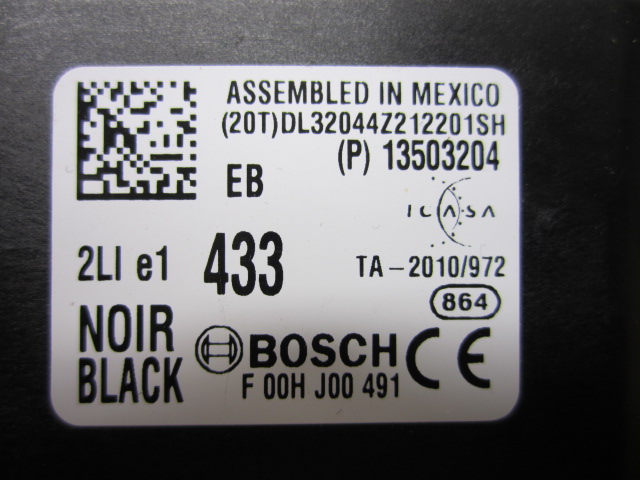 ASSEMBLED IN MEXICO
(20T)DL32044Z212201SH
(P) 13503204
EB
ICASA
2LI e1 433 TA-2010/972
864
NOIR
BLACK
BOSCH CE
F 00H J00 491